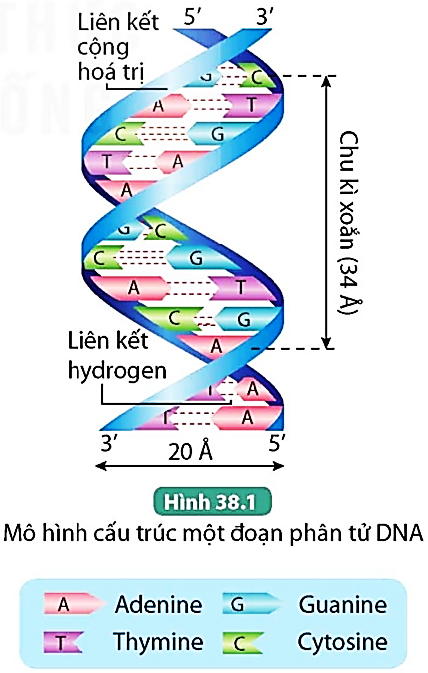 5’ 3’
Liên kết
cộng
hoá trị
G C
A T
C G
T A
A
G C
C G
A T
C G
A
T A
T A
Chu kì xoắn (34 Å)
Liên kết
hydrogen
3’ 5’
20 Å
Hình 38.1
Mô hình cấu trúc một đoạn phân tử DNA
A Adenine G Guanine
T Thymine C Cytosine